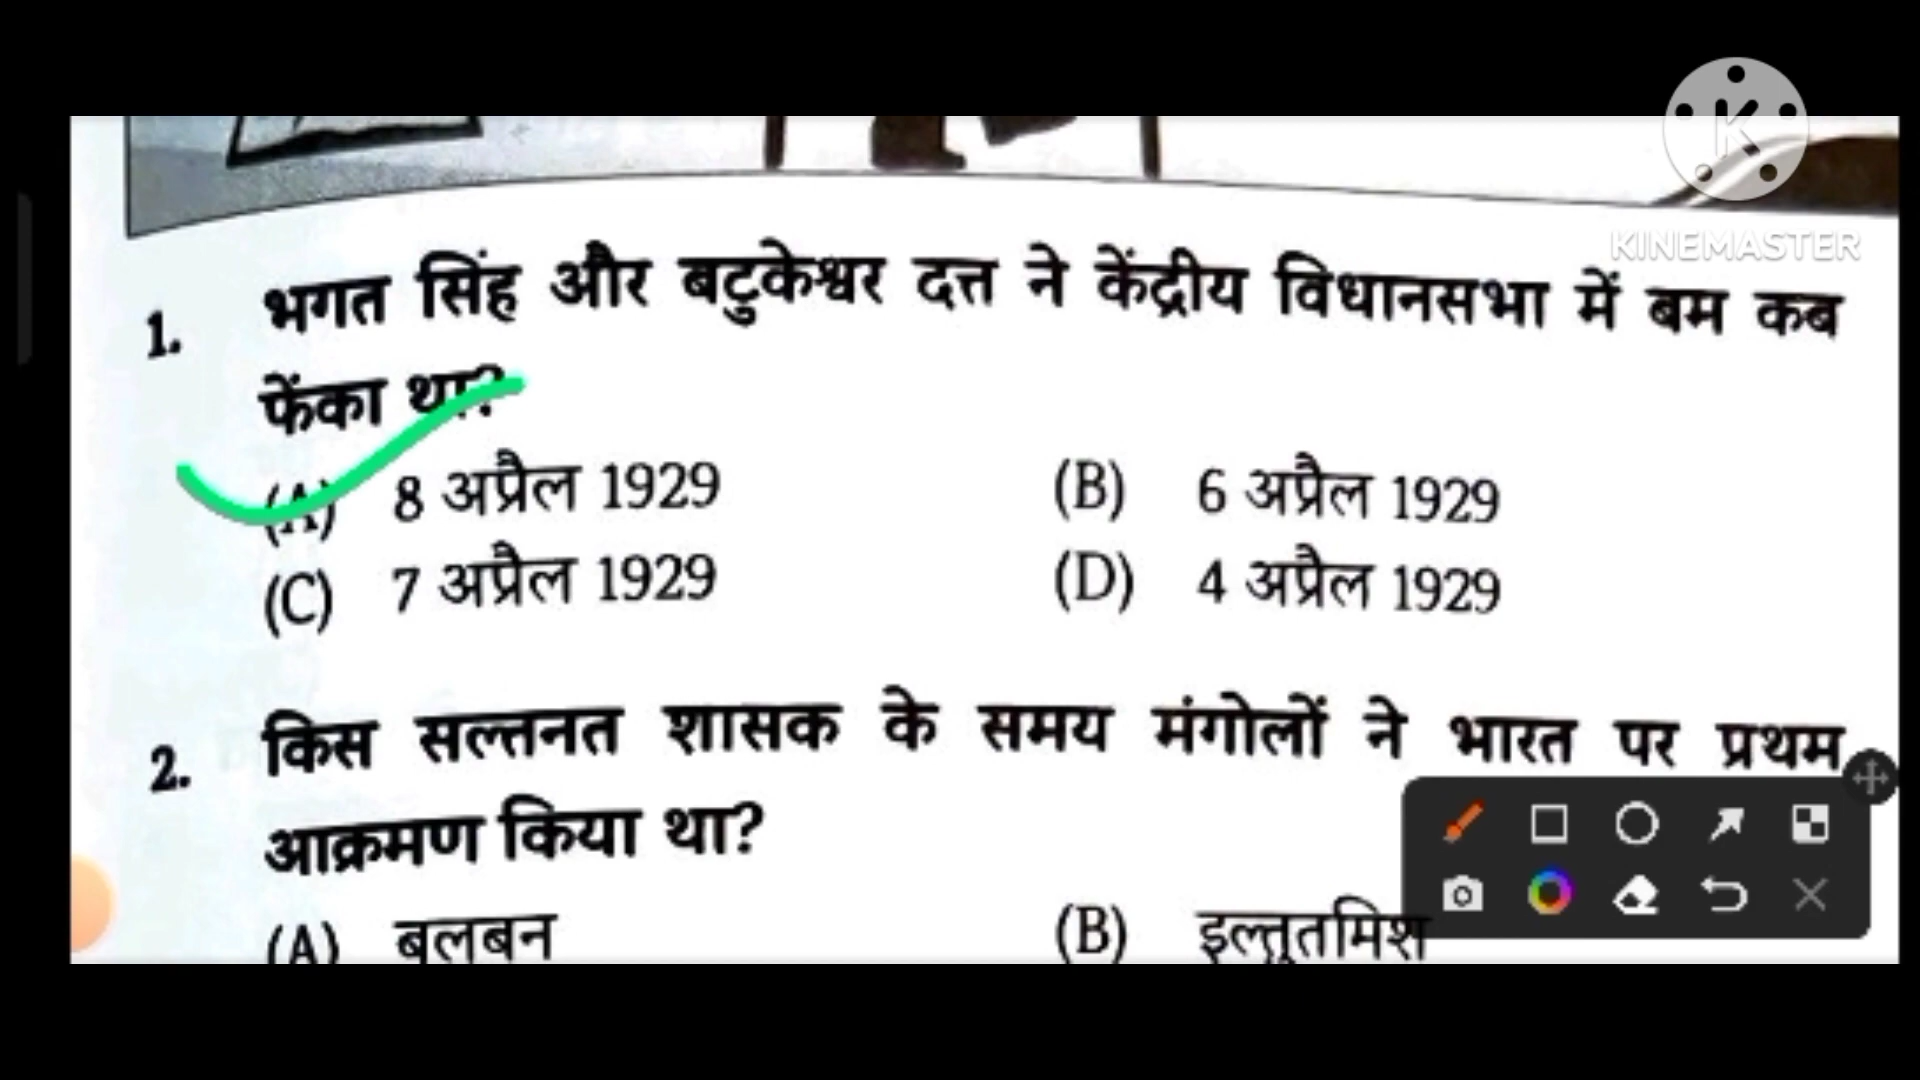 KINEMASTER
1. भगत सिंह और बटुकेश्वर दत्त ने केंद्रीय विधानसभा में बम कब
फेंका था?
(A) 8 अप्रैल 1929 (B) 6 अप्रैल 1929
(C) 7 अप्रैल 1929 (D) 4 अप्रैल 1929
2. किस सल्तनत शासक के समय मंगोलों ने भारत पर प्रथम
आक्रमण किया था?
(A) बलबन (B) इल्तुतमिश